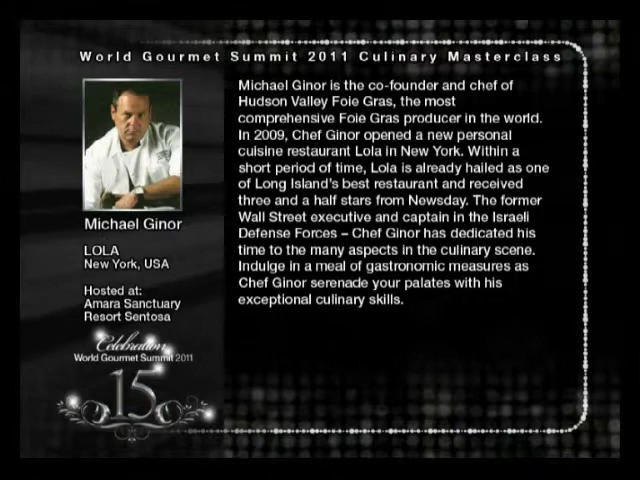 World Gourmet Summit 2011 Culinary Masterclass
Michael Ginor is the co-founder and chef of
Hudson Valley Foie Gras, the most
comprehensive Foie Gras producer in the world.
In 2009, Chef Ginor opened a new personal
cuisine restaurant Lola in New York. Within a
short period of time, Lola is already hailed as one
of Long Island's best restaurant and received
three and a half stars from Newsday. The former
Wall Street executive and captain in the Israeli
Defense Forces – Chef Ginor has dedicated his
time to the many aspects in the culinary scene.
Indulge in a meal of gastronomic measures as
Chef Ginor serenade your palates with his
exceptional culinary skills.
Michael Ginor
LOLA
New York, USA
Hosted at:
Amara Sanctuary
Resort Sentosa
Celebration
World Gourmet Summit 2011
15